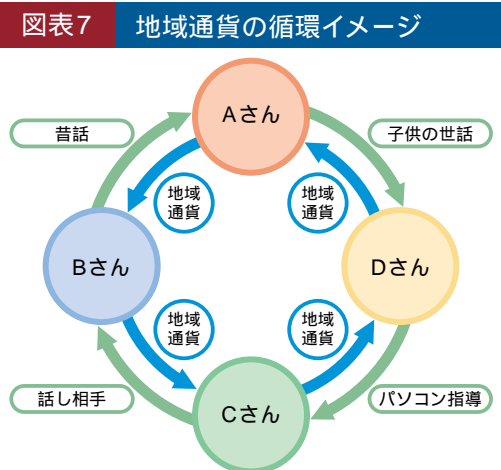 図表7 地域通貨の循環イメージ
Aさん
昔話
子供の世話
地域
通貨
地域
通貨
Bさん
Dさん
地域
通貨
地域
通貨
話し相手
パソコン指導
Cさん